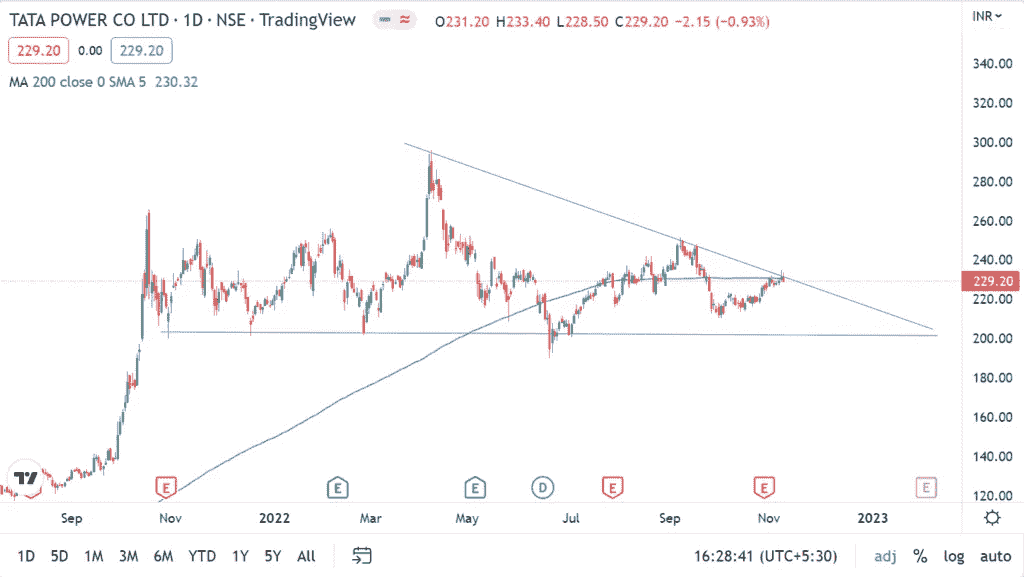 TATA POWER CO LTD · 1D · NSE · TradingView O231.20 H233.40 L228.50 C229.20 −2.15 (−0.93%) INR
229.20 0.00 229.20
MA 200 close 0 SMA 5 230.32
340.00
320.00
300.00
280.00
260.00
240.00
229.20
220.00
200.00
180.00
160.00
140.00
120.00
E E E D E E E
Sep Nov 2022 Mar May Jul Sep Nov 2023
1D 5D 1M 3M 6M YTD 1Y 5Y All 16:28:41 (UTC+5:30) adj % log auto